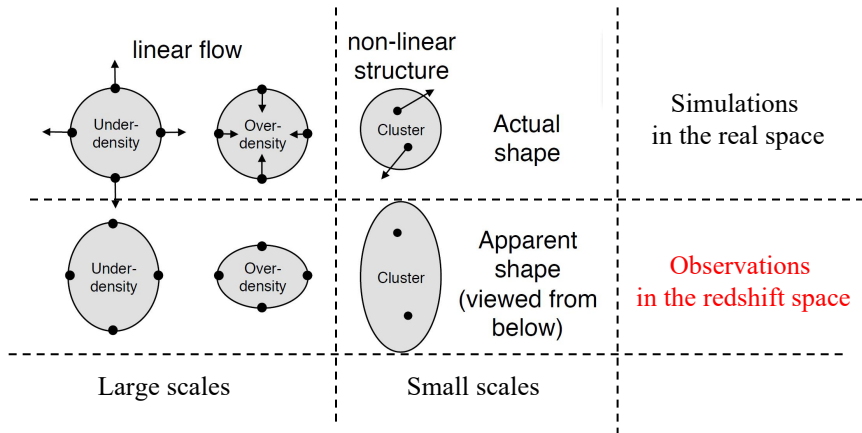 linear flow
non-linear
structure
Under-
density
Over-
density
Cluster
Actual
shape
Simulations
in the real space
Under-
density
Over-
density
Cluster
Apparent
shape
(viewed from
below)
Observations
in the redshift space
Large scales
Small scales